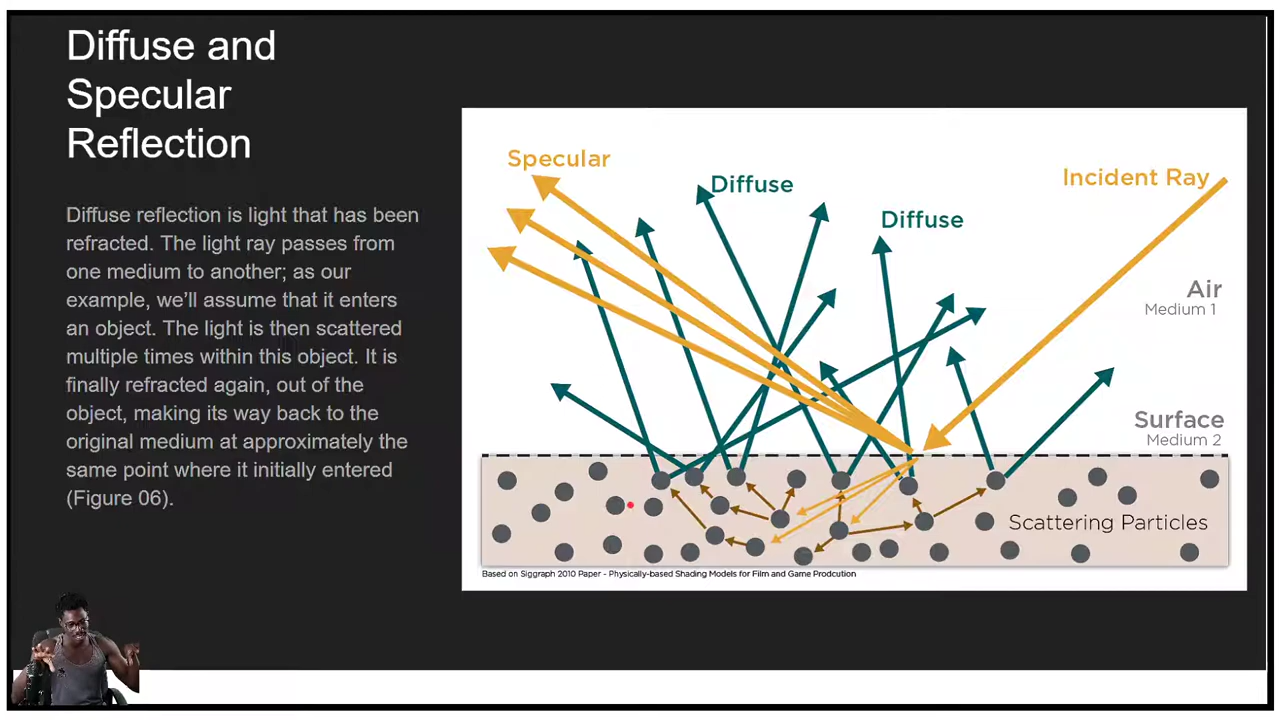 Diffuse and
Specular
Reflection
Diffuse reflection is light that has been
refracted. The light ray passes from
one medium to another; as our
example, we’ll assume that it enters
an object. The light is then scattered
multiple times within this object. It is
finally refracted again, out of the
object, making its way back to the
original medium at approximately the
same point where it initially entered
(Figure 06).
Specular
Diffuse
Diffuse
Incident Ray
Air
Medium 1
Surface
Medium 2
Scattering Particles
Based on Siggraph 2010 Paper - Physically-based Shading Models for Film and Game Prodcution